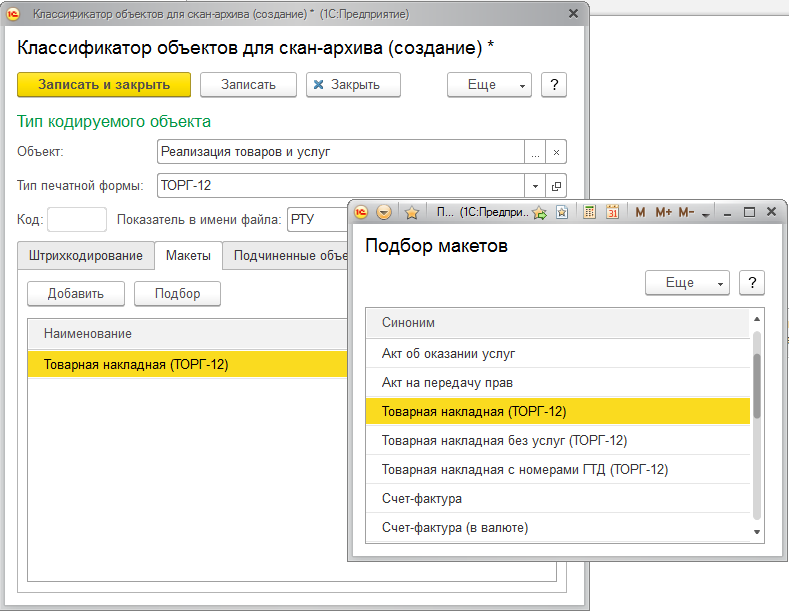 Классификатор объектов для скан-архива (создание) * (1С:Предприятие)
Классификатор объектов для скан-архива (создание) *
Записать и закрыть
Записать
Закрыть
Еще
?
Тип кодируемого объекта
Объект:
Реализация товаров и услуг
...
Тип печатной формы:
ТОРГ-12
Код:
Показатель в имени файла:
РТУ
Штрихкодирование
Макеты
Подчиненные объе
Добавить
Подбор
Наименование
Товарная накладная (ТОРГ-12)
П... (1С:Предпри...
31
M M+ M-
Подбор макетов
Еще
?
Синоним
Акт об оказании услуг
Акт на передачу прав
Товарная накладная (ТОРГ-12)
Товарная накладная без услуг (ТОРГ-12)
Товарная накладная с номерами ГТД (ТОРГ-12)
Счет-фактура
Счет-фактура (в валюте)